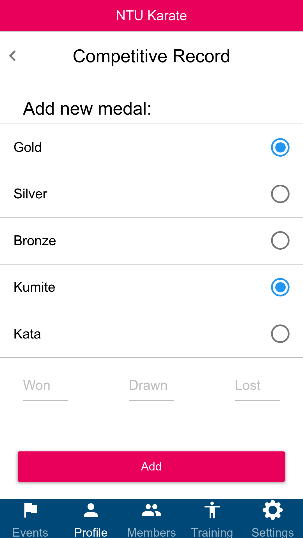 NTU Karate
Competitive Record
Add new medal:
Gold
Silver
Bronze
Kumite
Kata
Won Drawn Lost
Add
Events Profile Members Training Settings